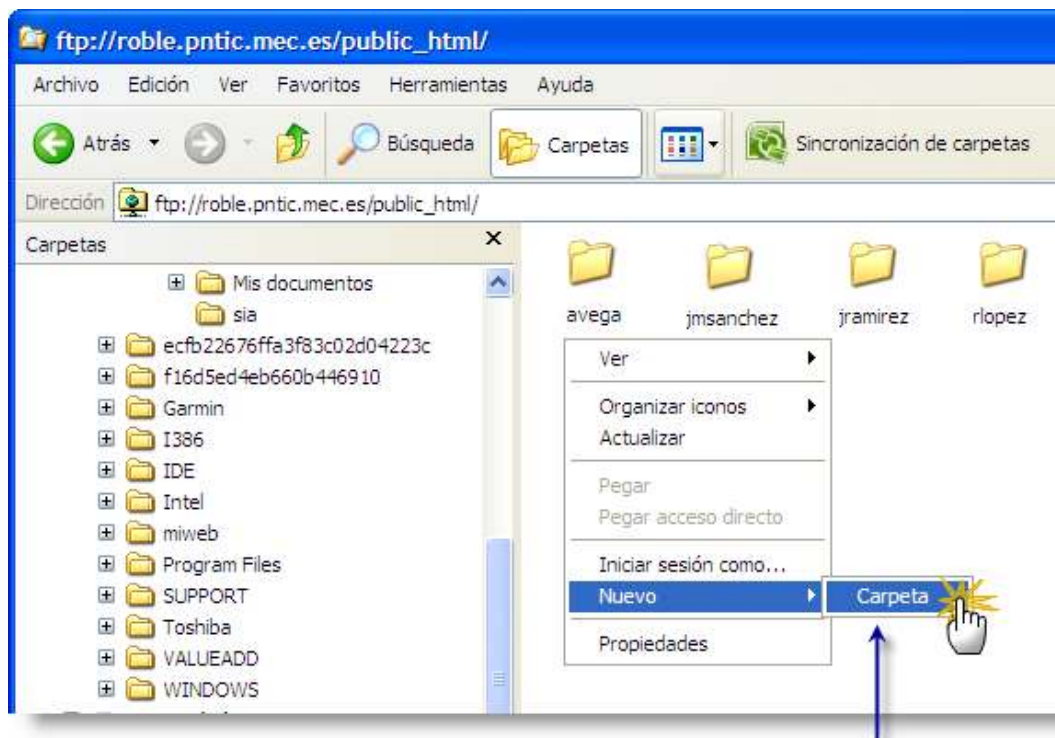 ftp://roble.pntic.mec.es/public_html/
Archivo Edición Ver Favoritos Herramientas Ayuda
Atrás Búsqueda Carpetas Sincronización de carpetas
Dirección ftp://roble.pntic.mec.es/public_html/
Carpetas
Mis documentos
sia
ecfb22676ffa3f83c02d04223c
f16d5ed4eb660b446910
Garmin
I386
IDE
Intel
miweb
Program Files
SUPPORT
Toshiba
VALUEADD
WINDOWS
avega jmsanchez jramirez rlopez
Ver
Organizar iconos
Actualizar
Pegar
Pegar acceso directo
Iniciar sesión como...
Nuevo Carpeta
Propiedades